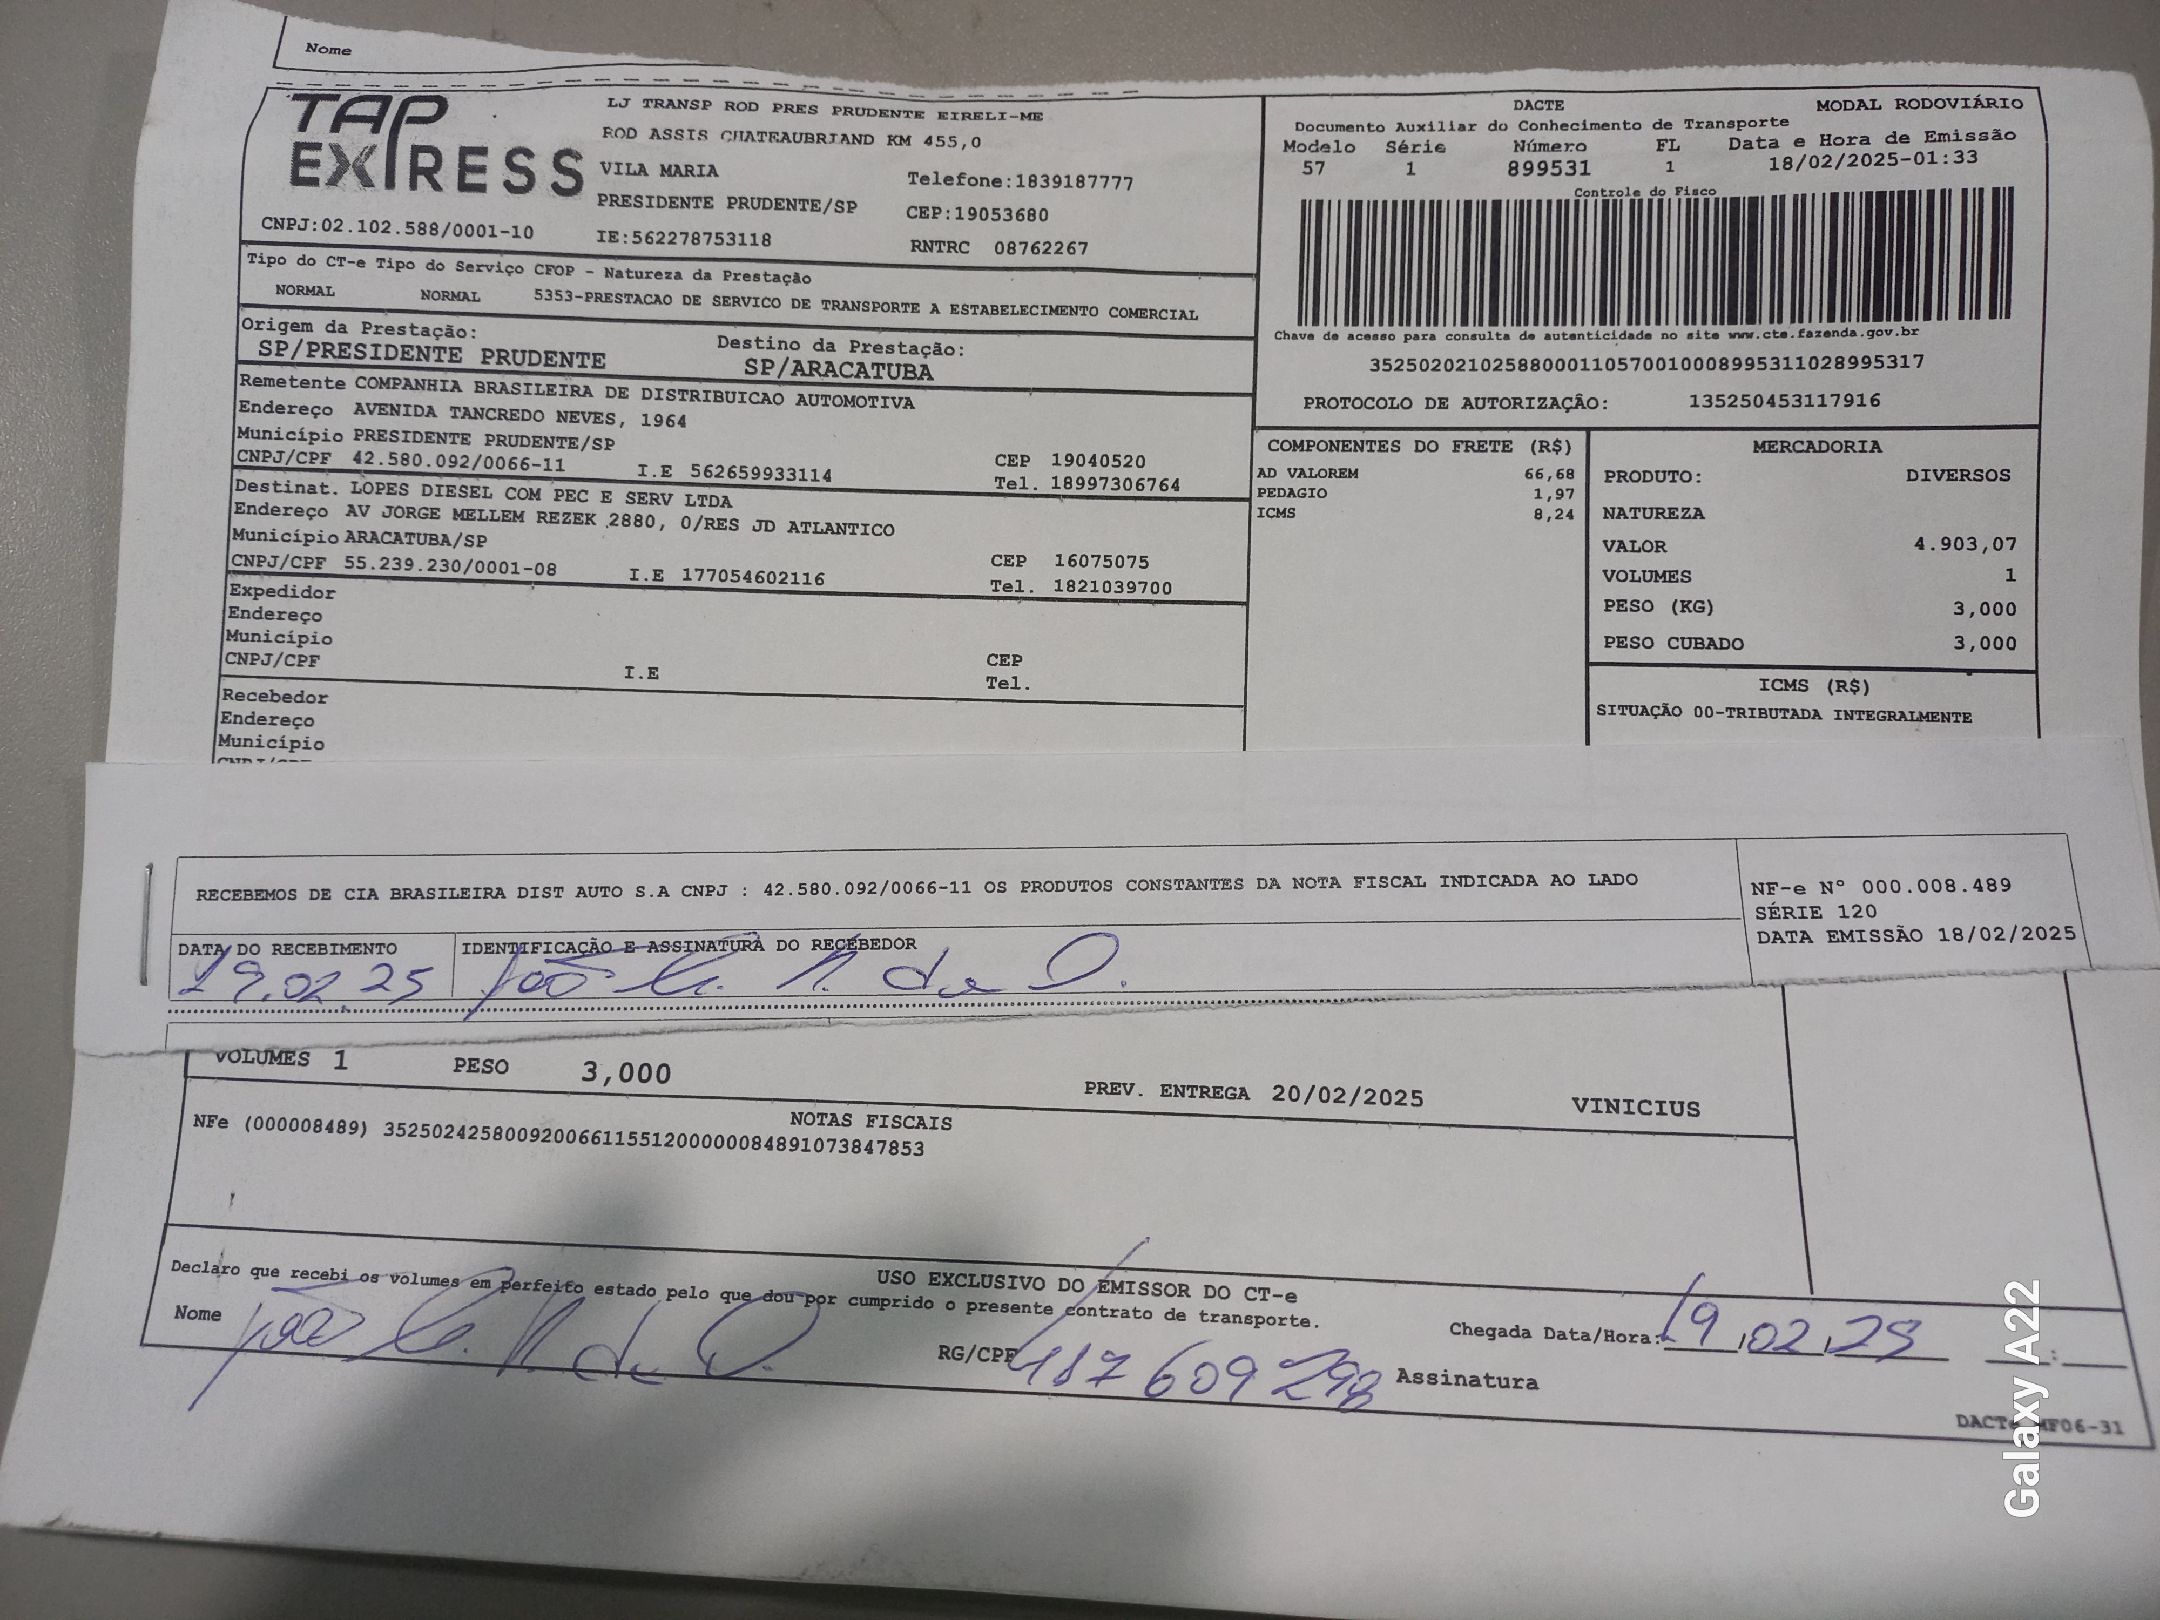 Nome
TAP EXPRESS
LJ TRANSP ROD PRES PRUDENTE EIRELI-ME
ROD ASSIS CHATEAUBRIAND KM 455,0
VILA MARIA Telefone:1839187777
PRESIDENTE PRUDENTE/SP CEP:19053680
CNPJ:02.102.588/0001-10 IE:562278753118 RNTRC 08762267
DACTE MODAL RODOVIÁRIO
Documento Auxiliar do Conhecimento de Transporte
Modelo Série Número FL Data e Hora de Emissão
57 1 899531 1 18/02/2025-01:33
Controle do Fisco
Chave de acesso para consulta de autenticidade no site www.cte.fazenda.gov.br
35250202102588000110570010008995311028995317
PROTOCOLO DE AUTORIZAÇÂO: 135250453117916
Tipo do CT-e Tipo do Serviço CFOP - Natureza da Prestação
NORMAL NORMAL 5353-PRESTACAO DE SERVICO DE TRANSPORTE A ESTABELECIMENTO COMERCIAL
Origem da Prestação: Destino da Prestação:
SP/PRESIDENTE PRUDENTE SP/ARACATUBA
Remetente COMPANHIA BRASILEIRA DE DISTRIBUICAO AUTOMOTIVA
Endereço AVENIDA TANCREDO NEVES, 1964
Município PRESIDENTE PRUDENTE/SP CEP 19040520
CNPJ/CPF 42.580.092/0066-11 I.E 562659933114 Tel. 18997306764
Destinat. LOPES DIESEL COM PEC E SERV LTDA
Endereço AV JORGE MELLEM REZEK 2880, 0/RES JD ATLANTICO
Município ARACATUBA/SP CEP 16075075
CNPJ/CPF 55.239.230/0001-08 I.E 177054602116 Tel. 1821039700
Expedidor
Endereço
Município CEP
CNPJ/CPF I.E Tel.
Recebedor
Endereço
Município
COMPONENTES DO FRETE (R$)
AD VALOREM 66,68
PEDAGIO 1,97
ICMS 8,24
MERCADORIA
PRODUTO: DIVERSOS
NATUREZA
VALOR 4.903,07
VOLUMES 1
PESO (KG) 3,000
PESO CUBADO 3,000
ICMS (R$)
SITUAÇÃO 00-TRIBUTADA INTEGRALMENTE
RECEBEMOS DE CIA BRASILEIRA DIST AUTO S.A CNPJ : 42.580.092/0066-11 OS PRODUTOS CONSTANTES DA NOTA FISCAL INDICADA AO LADO
NF-e Nº 000.008.489
SÉRIE 120
DATA EMISSÃO 18/02/2025
DATA DO RECEBIMENTO IDENTIFICAÇÃO E ASSINATURA DO RECEBEDOR
19.02.25 João
VOLUMES 1 PESO 3,000 PREV. ENTREGA 20/02/2025 VINICIUS
NOTAS FISCAIS
NFe (000008489) 35250242580092006611551200000084891073847853
USO EXCLUSIVO DO EMISSOR DO CT-e
Declaro que recebi os volumes em perfeito estado pelo que dou por cumprido o presente contrato de transporte.
Nome João RG/CPF 487609298 Assinatura Chegada Data/Hora: 19,02,25 :
DACTe MF06-31
Galaxy A22